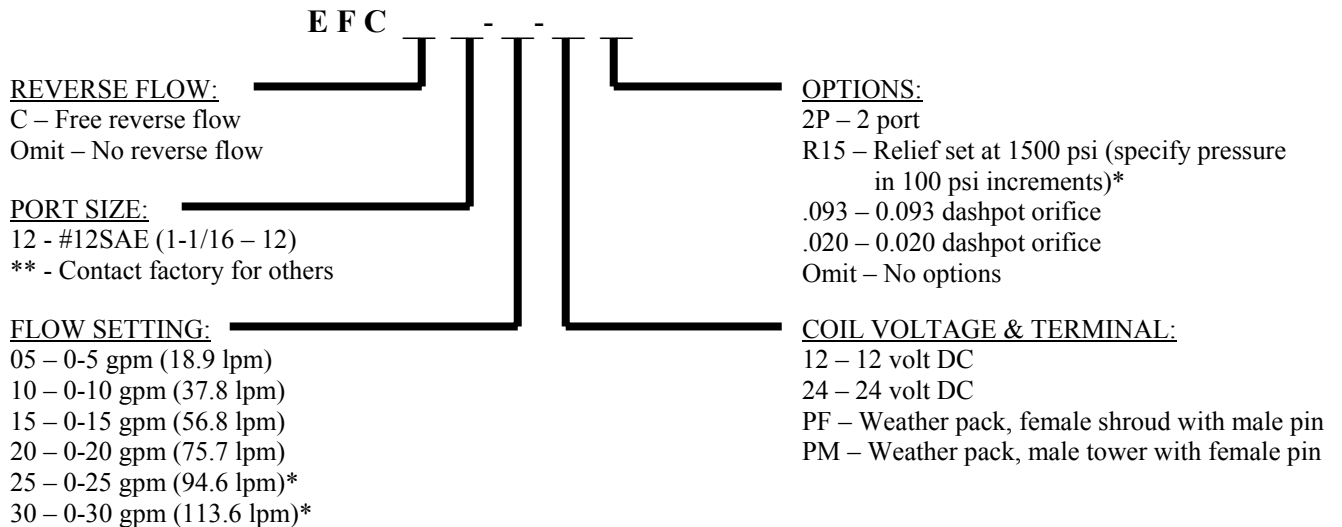 E F C __ __-__-__ __
REVERSE FLOW:
C – Free reverse flow
Omit – No reverse flow
PORT SIZE:
12 - #12SAE (1-1/16 – 12)
** - Contact factory for others
FLOW SETTING:
05 – 0-5 gpm (18.9 lpm)
10 – 0-10 gpm (37.8 lpm)
15 – 0-15 gpm (56.8 lpm)
20 – 0-20 gpm (75.7 lpm)
25 – 0-25 gpm (94.6 lpm)*
30 – 0-30 gpm (113.6 lpm)*
OPTIONS:
2P – 2 port
R15 – Relief set at 1500 psi (specify pressure
in 100 psi increments)*
.093 – 0.093 dashpot orifice
.020 – 0.020 dashpot orifice
Omit – No options
COIL VOLTAGE & TERMINAL:
12 – 12 volt DC
24 – 24 volt DC
PF – Weather pack, female shroud with male pin
PM – Weather pack, male tower with female pin